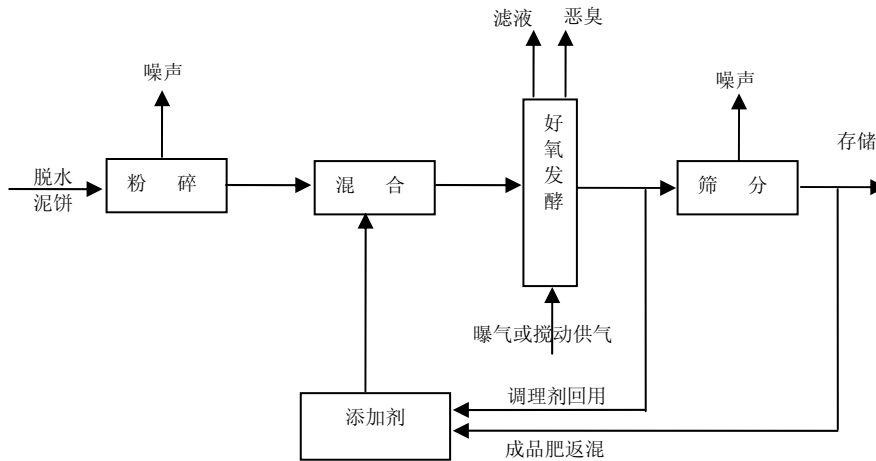 滤液
恶臭
噪声
噪声
存储
脱水
泥饼
粉 碎
混 合
好
氧
发
酵
筛 分
曝气或搅动供气
添加剂
调理剂回用
成品肥返混